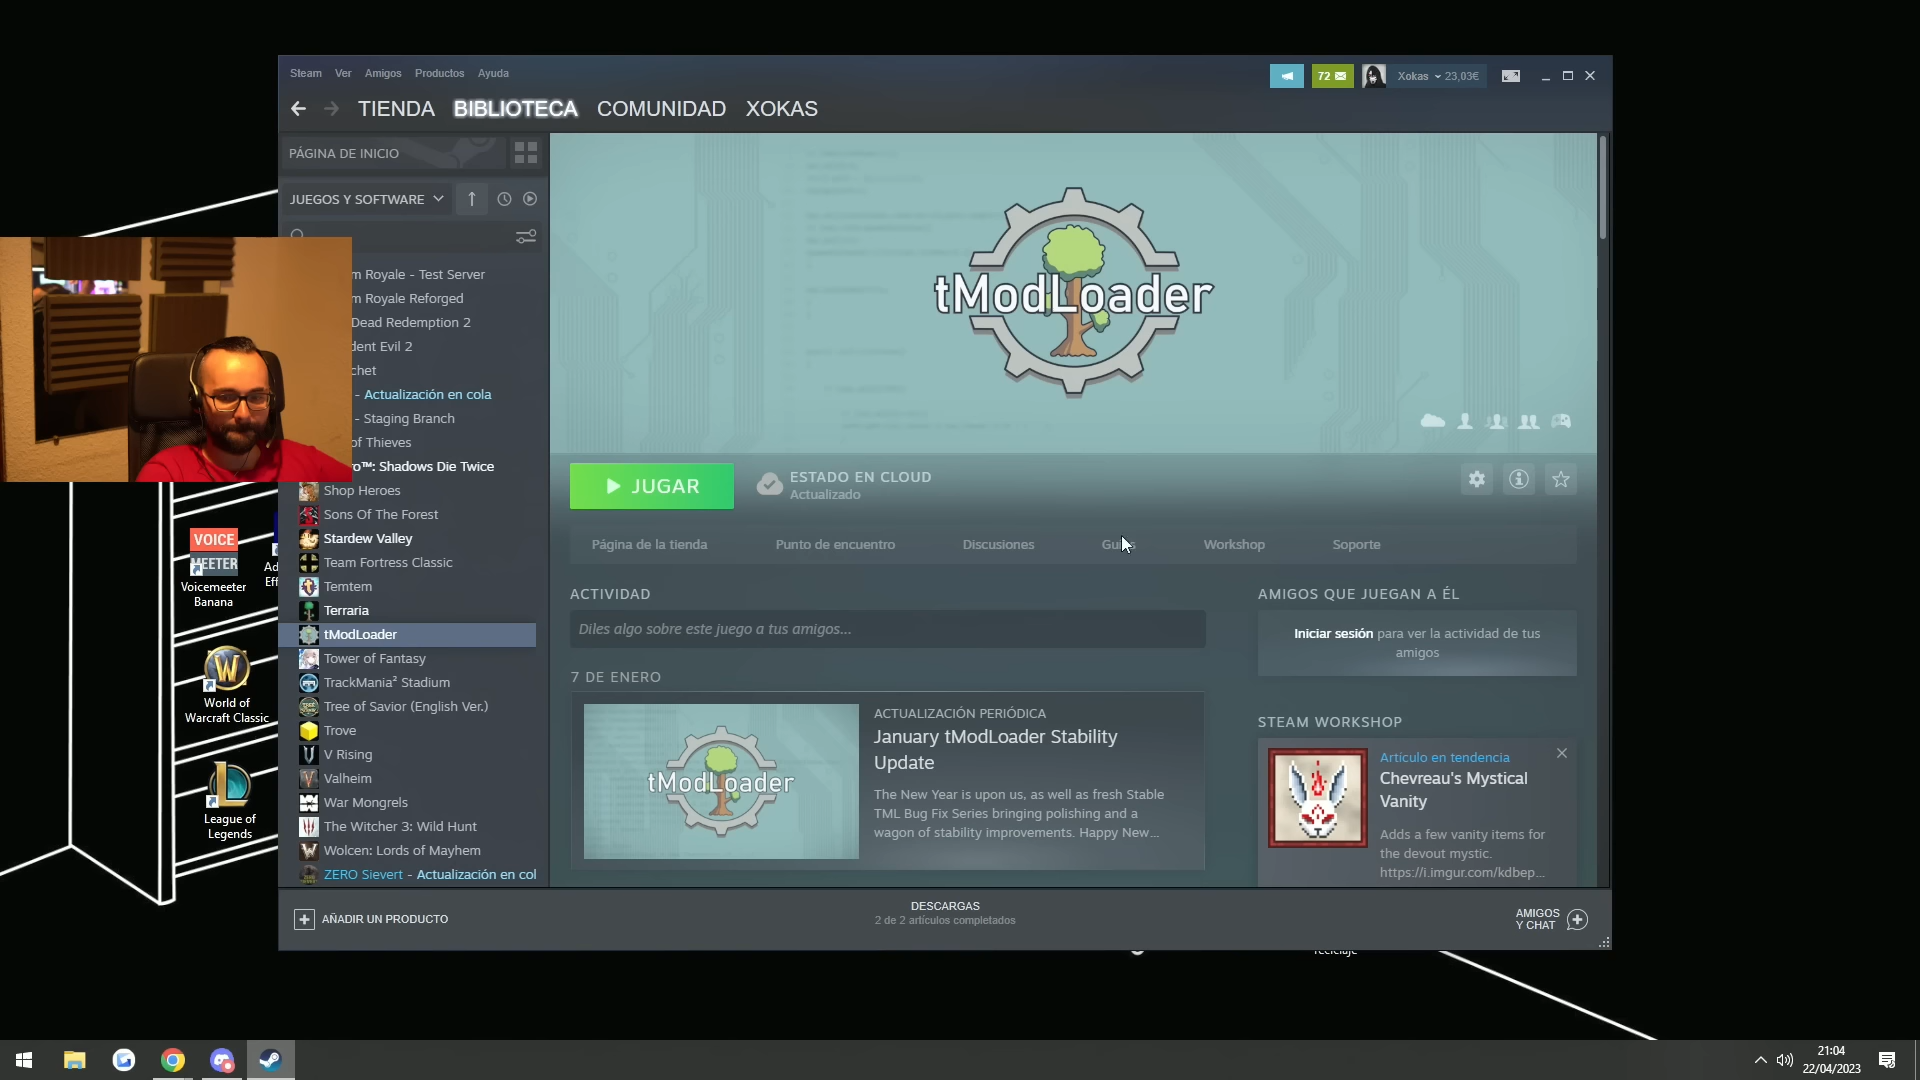 Steam Ver Amigos Productos Ayuda
72
Xokas 23,03€
TIENDA BIBLIOTECA COMUNIDAD XOKAS
PÁGINA DE INICIO
JUEGOS Y SOFTWARE
m Royale - Test Server
m Royale Reforged
Dead Redemption 2
dent Evil 2
chet
- Actualización en cola
- Staging Branch
of Thieves
ro™: Shadows Die Twice
Shop Heroes
Sons Of The Forest
Stardew Valley
Team Fortress Classic
Temtem
Terraria
tModLoader
Tower of Fantasy
TrackMania² Stadium
Tree of Savior (English Ver.)
Trove
V Rising
Valheim
War Mongrels
The Witcher 3: Wild Hunt
Wolcen: Lords of Mayhem
ZERO Sievert - Actualización en col
tModLoader
JUGAR
ESTADO EN CLOUD
Actualizado
Página de la tienda Punto de encuentro Discusiones Guías Workshop Soporte
ACTIVIDAD
Diles algo sobre este juego a tus amigos...
7 DE ENERO
tModLoader
ACTUALIZACIÓN PERIÓDICA
January tModLoader Stability
Update
The New Year is upon us, as well as fresh Stable
TML Bug Fix Series bringing polishing and a
wagon of stability improvements. Happy New...
AMIGOS QUE JUEGAN A ÉL
Iniciar sesión para ver la actividad de tus
amigos
STEAM WORKSHOP
Artículo en tendencia
Chevreau's Mystical
Vanity
Adds a few vanity items for
the devout mystic.
https://i.imgur.com/kdbep...
AÑADIR UN PRODUCTO
DESCARGAS
2 de 2 artículos completados
AMIGOS
Y CHAT
VOICE
MEETER
Voicemeeter
Banana
Ad
Eff
World of
Warcraft Classic
League of
Legends
reciclaje
21:04
22/04/2023